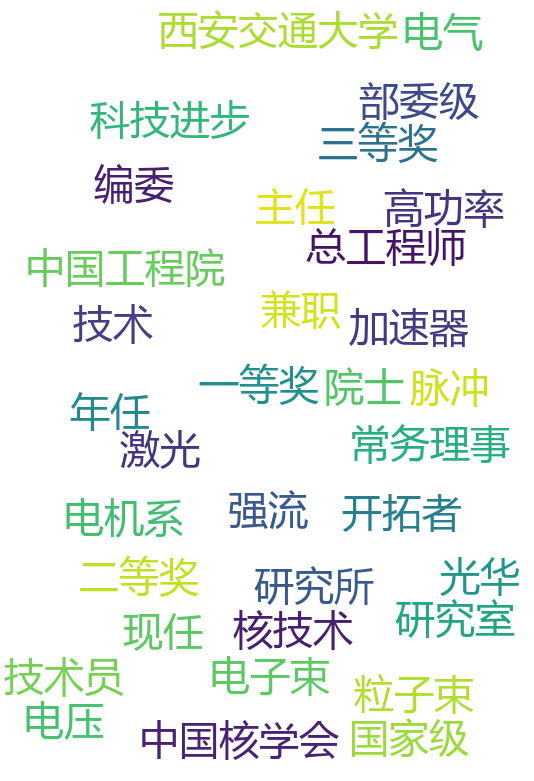 西安交通大学 电气
部委级
科技进步
三等奖
编委
主任 高功率
总工程师
中国工程院
兼职
技术 加速器
一等奖 院士 脉冲
年任
激光 常务理事
强流 开拓者
电机系
二等奖 研究所 光华
研究室
现任 核技术
技术员 电子束
粒子束
电压
中国核学会 国家级